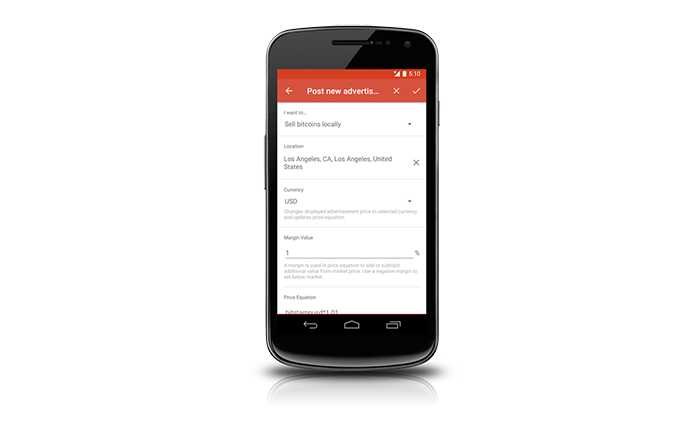 5:10
Post new advertis...
I want to...
Sell bitcoins locally
Location
Los Angeles, CA, Los Angeles, United
States
Currency
USD
Changes displayed advertisement price to selected currency
and updates price equation.
Margin Value
1 %
A margin is used in price equation to add or subtract
additional value from market price. Use a negative margin to
set below market
Price Equation
bitstampusd*1.01